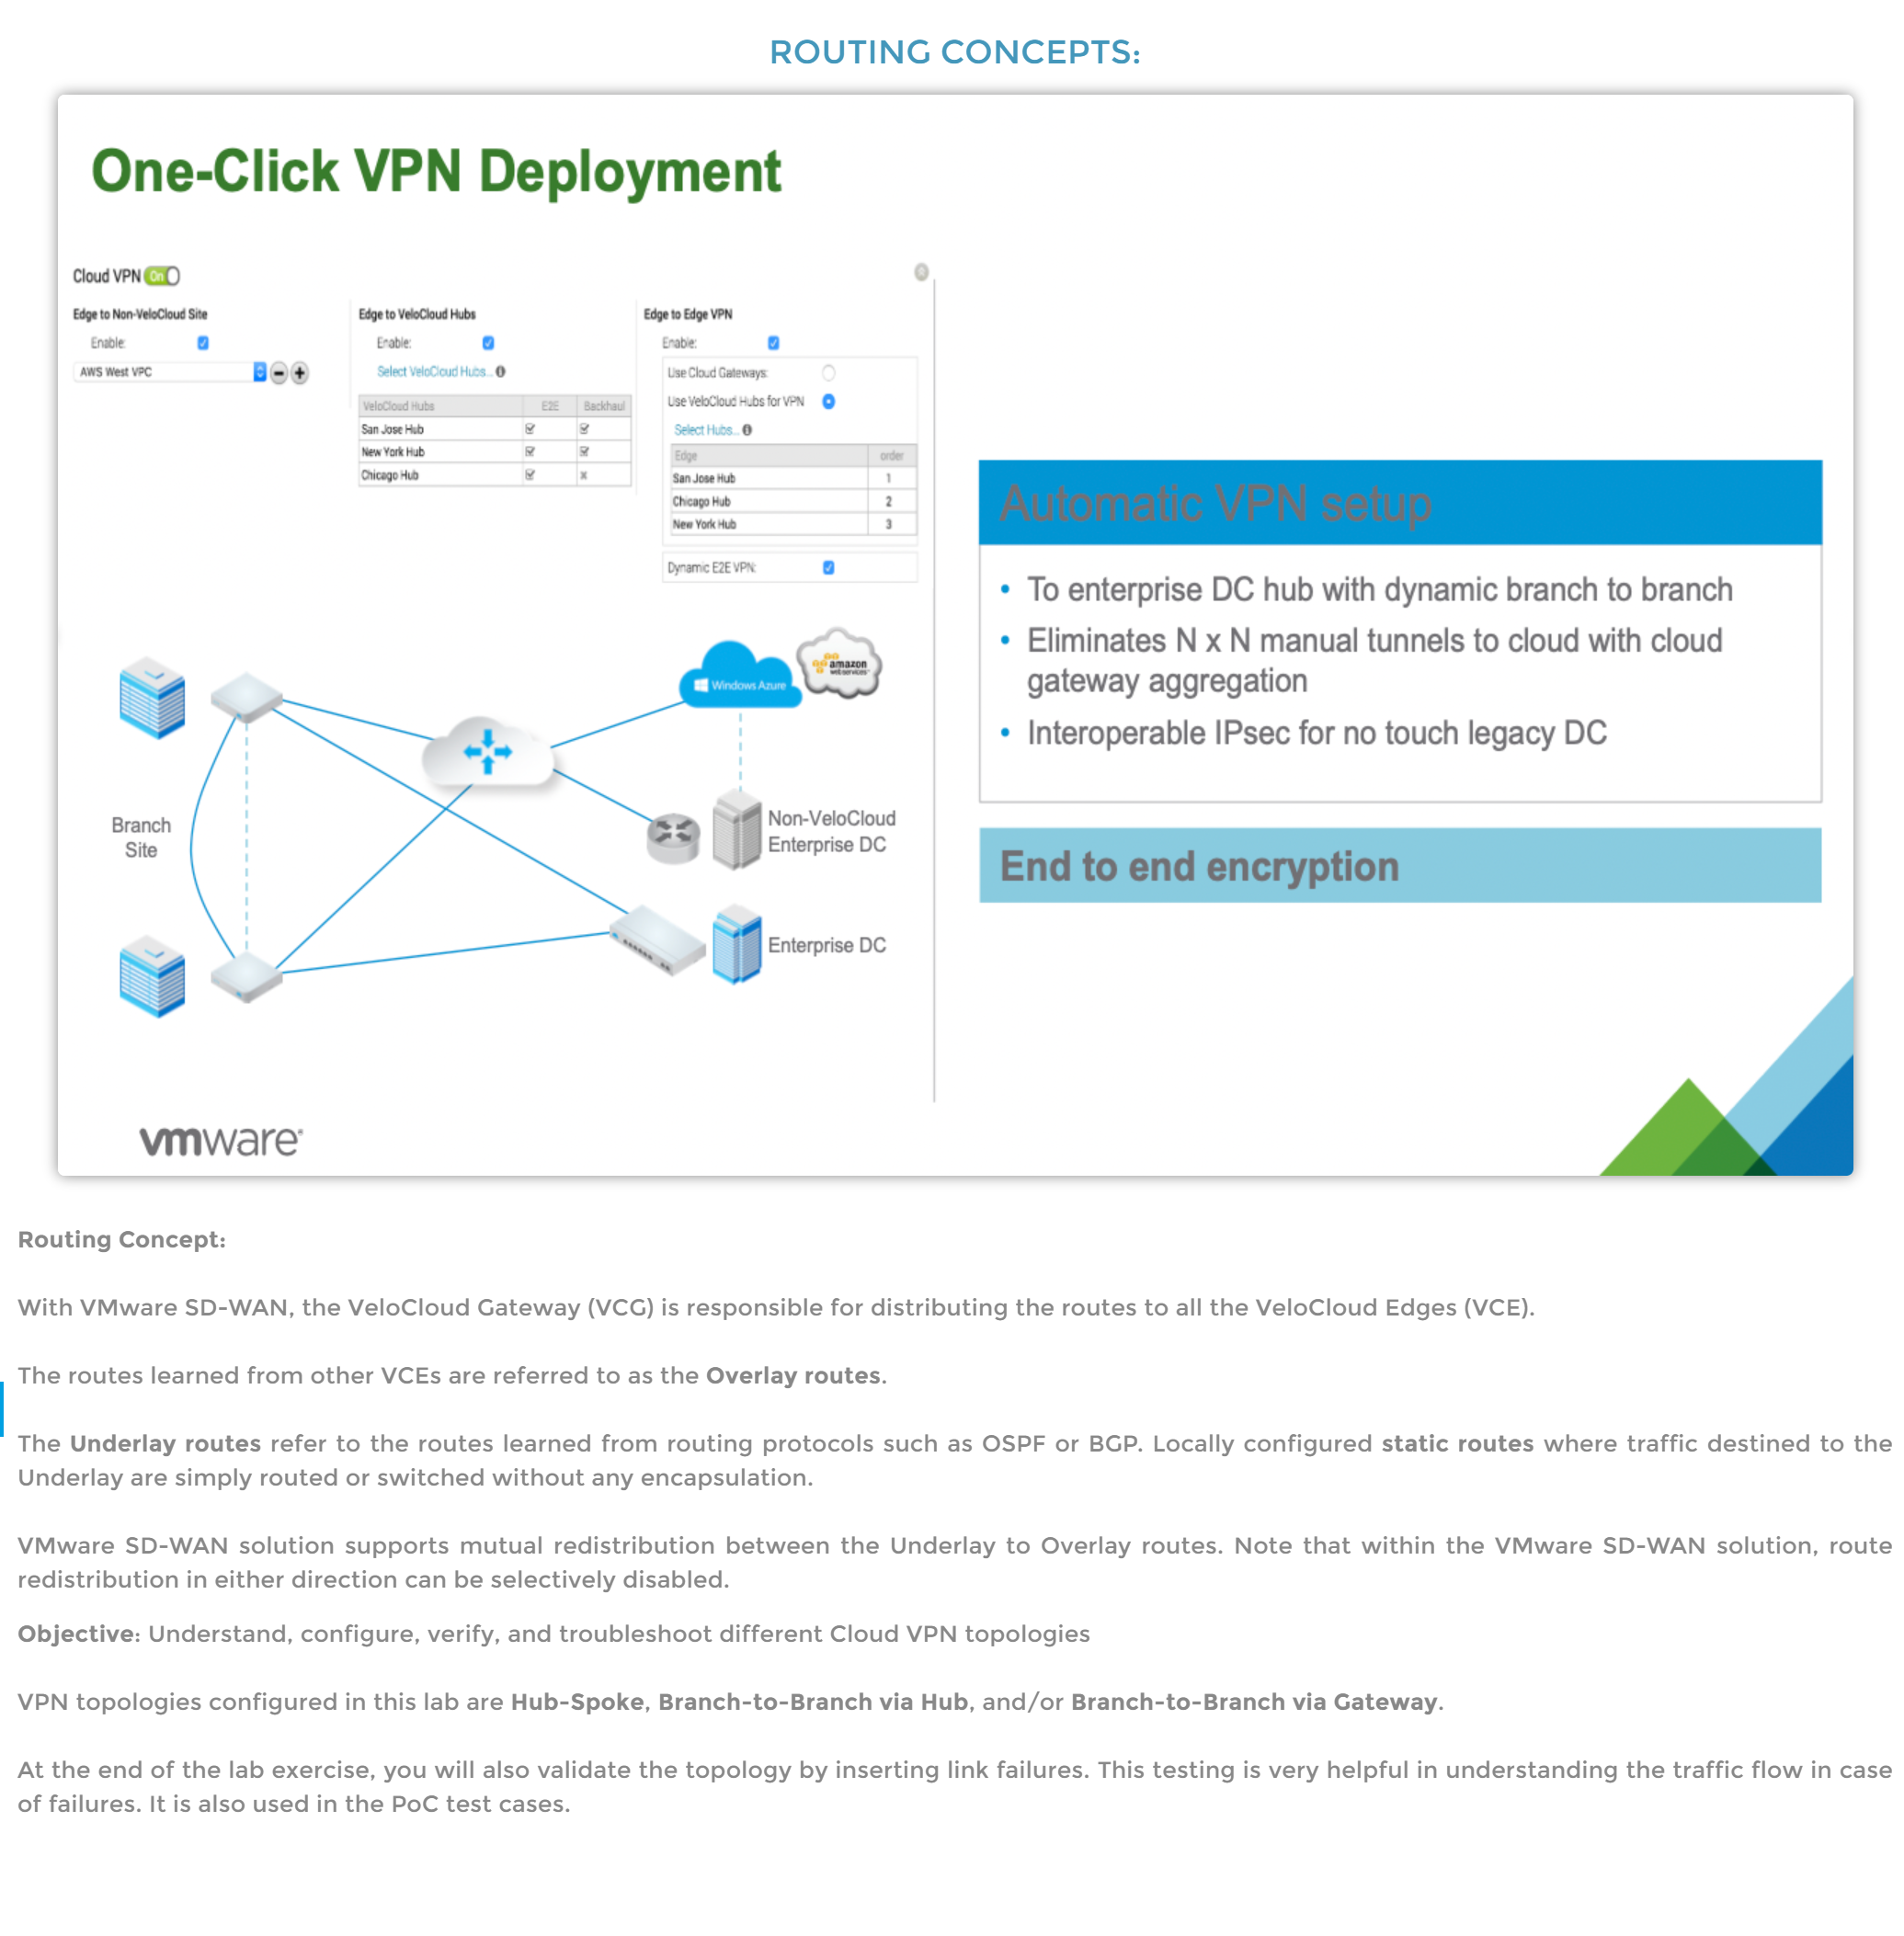 ROUTING CONCEPTS:
One-Click VPN Deployment
Cloud VPN On
Edge to Non-VeloCloud Site
Enable:
AWS West VPC
Edge to VeloCloud Hubs
Enable:
Select VeloCloud Hubs...
VeloCloud Hubs E2E Backhaul
San Jose Hub
New York Hub
Chicago Hub
Edge to Edge VPN
Enable:
Use Cloud Gateways:
Use VeloCloud Hubs for VPN
Select Hubs...
Edge order
San Jose Hub 1
Chicago Hub 2
New York Hub 3
Dynamic E2E VPN:
Windows Azure
amazon
webservices™
Branch
Site
Non-VeloCloud
Enterprise DC
Enterprise DC
Automatic VPN setup
• To enterprise DC hub with dynamic branch to branch
• Eliminates N x N manual tunnels to cloud with cloud
gateway aggregation
• Interoperable IPsec for no touch legacy DC
End to end encryption
vmware®
Routing Concept:
With VMware SD-WAN, the VeloCloud Gateway (VCG) is responsible for distributing the routes to all the VeloCloud Edges (VCE).
The routes learned from other VCEs are referred to as the Overlay routes.
The Underlay routes refer to the routes learned from routing protocols such as OSPF or BGP. Locally configured static routes where traffic destined to the
Underlay are simply routed or switched without any encapsulation.
VMware SD-WAN solution supports mutual redistribution between the Underlay to Overlay routes. Note that within the VMware SD-WAN solution, route
redistribution in either direction can be selectively disabled.
Objective: Understand, configure, verify, and troubleshoot different Cloud VPN topologies
VPN topologies configured in this lab are Hub-Spoke, Branch-to-Branch via Hub, and/or Branch-to-Branch via Gateway.
At the end of the lab exercise, you will also validate the topology by inserting link failures. This testing is very helpful in understanding the traffic flow in case
of failures. It is also used in the PoC test cases.